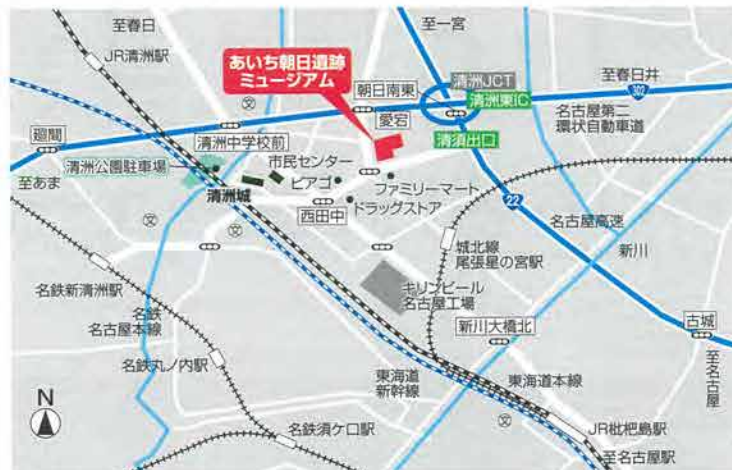 至春日
至一宮
JR清洲駅
あいち朝日遺跡
ミュージアム
朝日南東
清洲JCT
清洲東IC
至春日井
302
愛宕
名古屋第二
環状自動車道
廻間
清洲中学校前
清須出口
清洲公園駐車場
市民センター
ピアゴ
ファミリーマート
至あま
清洲城
西田中
ドラッグストア
22
名古屋高速
城北線
尾張星の宮駅
新川
名鉄新清洲駅
キリンビール
名古屋工場
名鉄
名古屋本線
新川大橋北
古城
名鉄丸ノ内駅
東海道
新幹線
東海道本線
至名古屋
N
名鉄須ケ口駅
JR枇杷島駅
至名古屋駅